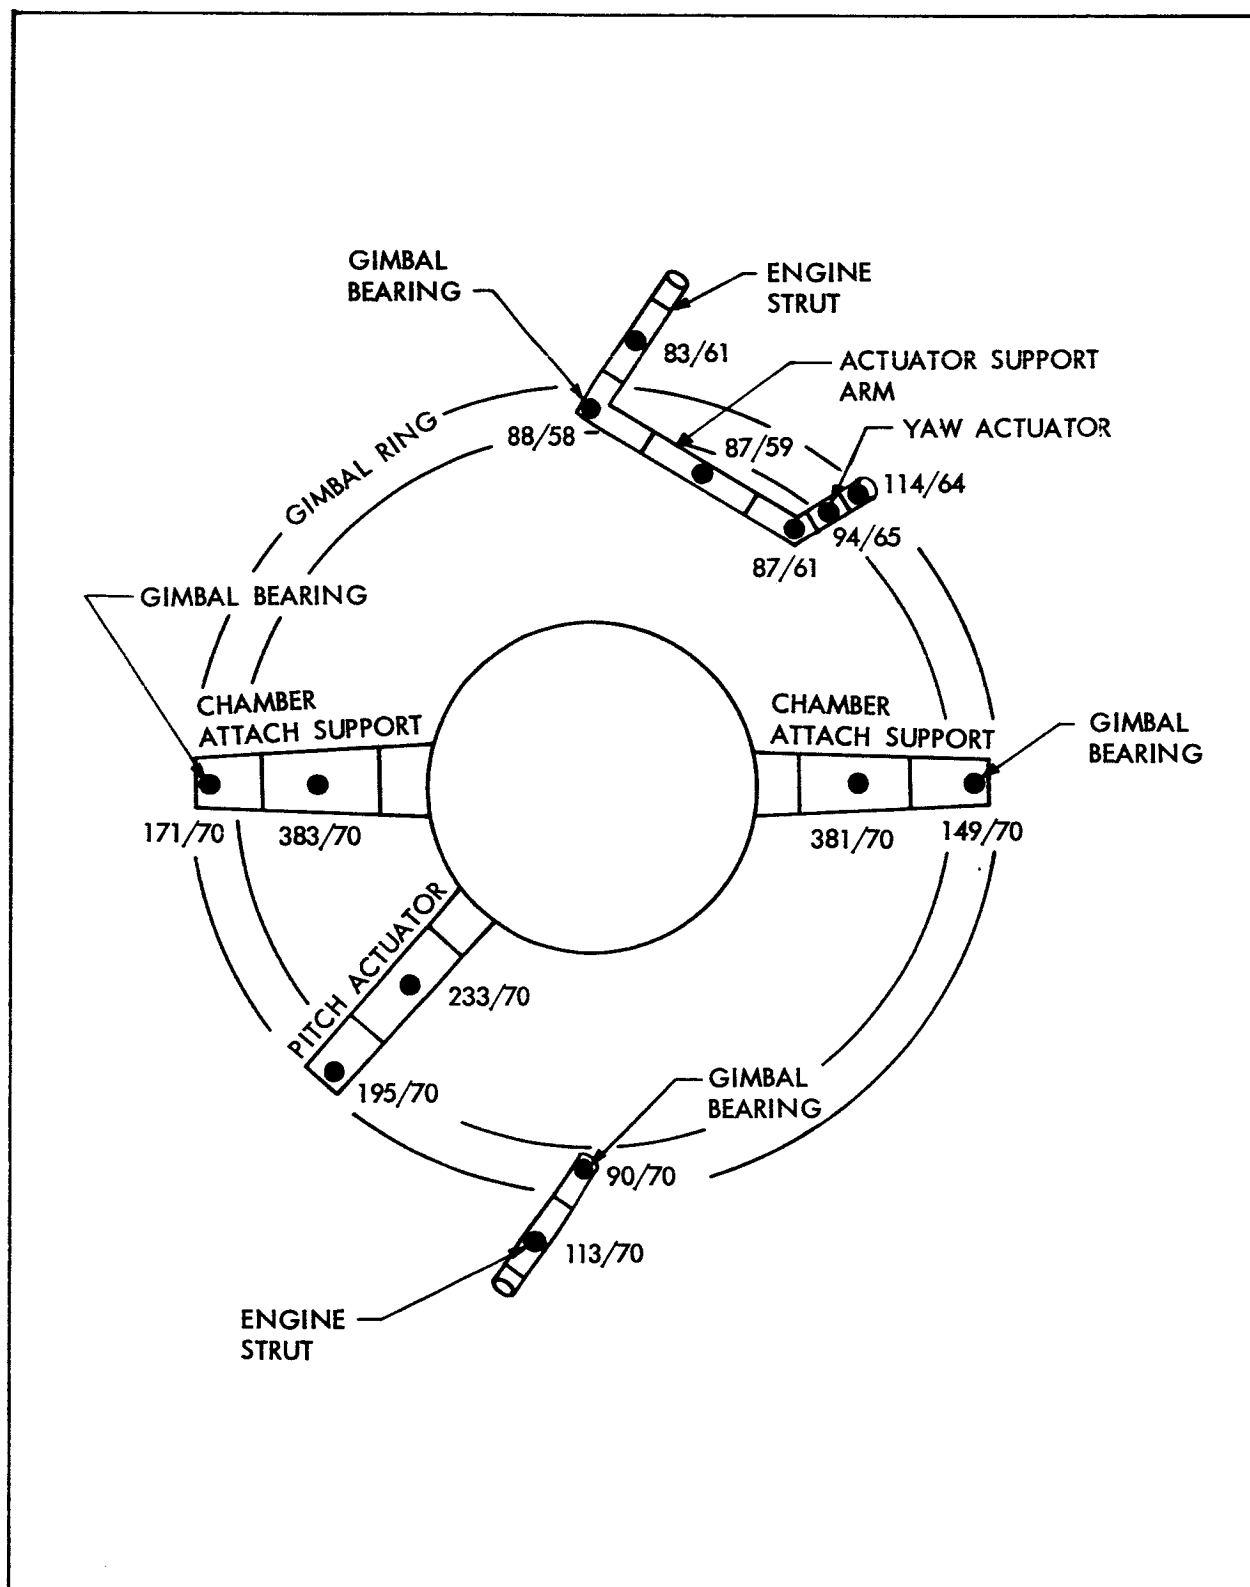 GIMBAL
BEARING
ENGINE
STRUT
83/61
ACTUATOR SUPPORT
ARM
88/58
87/59
YAW ACTUATOR
GIMBAL RING
114/64
94/65
87/61
GIMBAL BEARING
CHAMBER
ATTACH SUPPORT
CHAMBER
ATTACH SUPPORT
GIMBAL
BEARING
171/70
383/70
381/70
149/70
PITCH ACTUATOR
233/70
195/70
GIMBAL
BEARING
90/70
113/70
ENGINE
STRUT